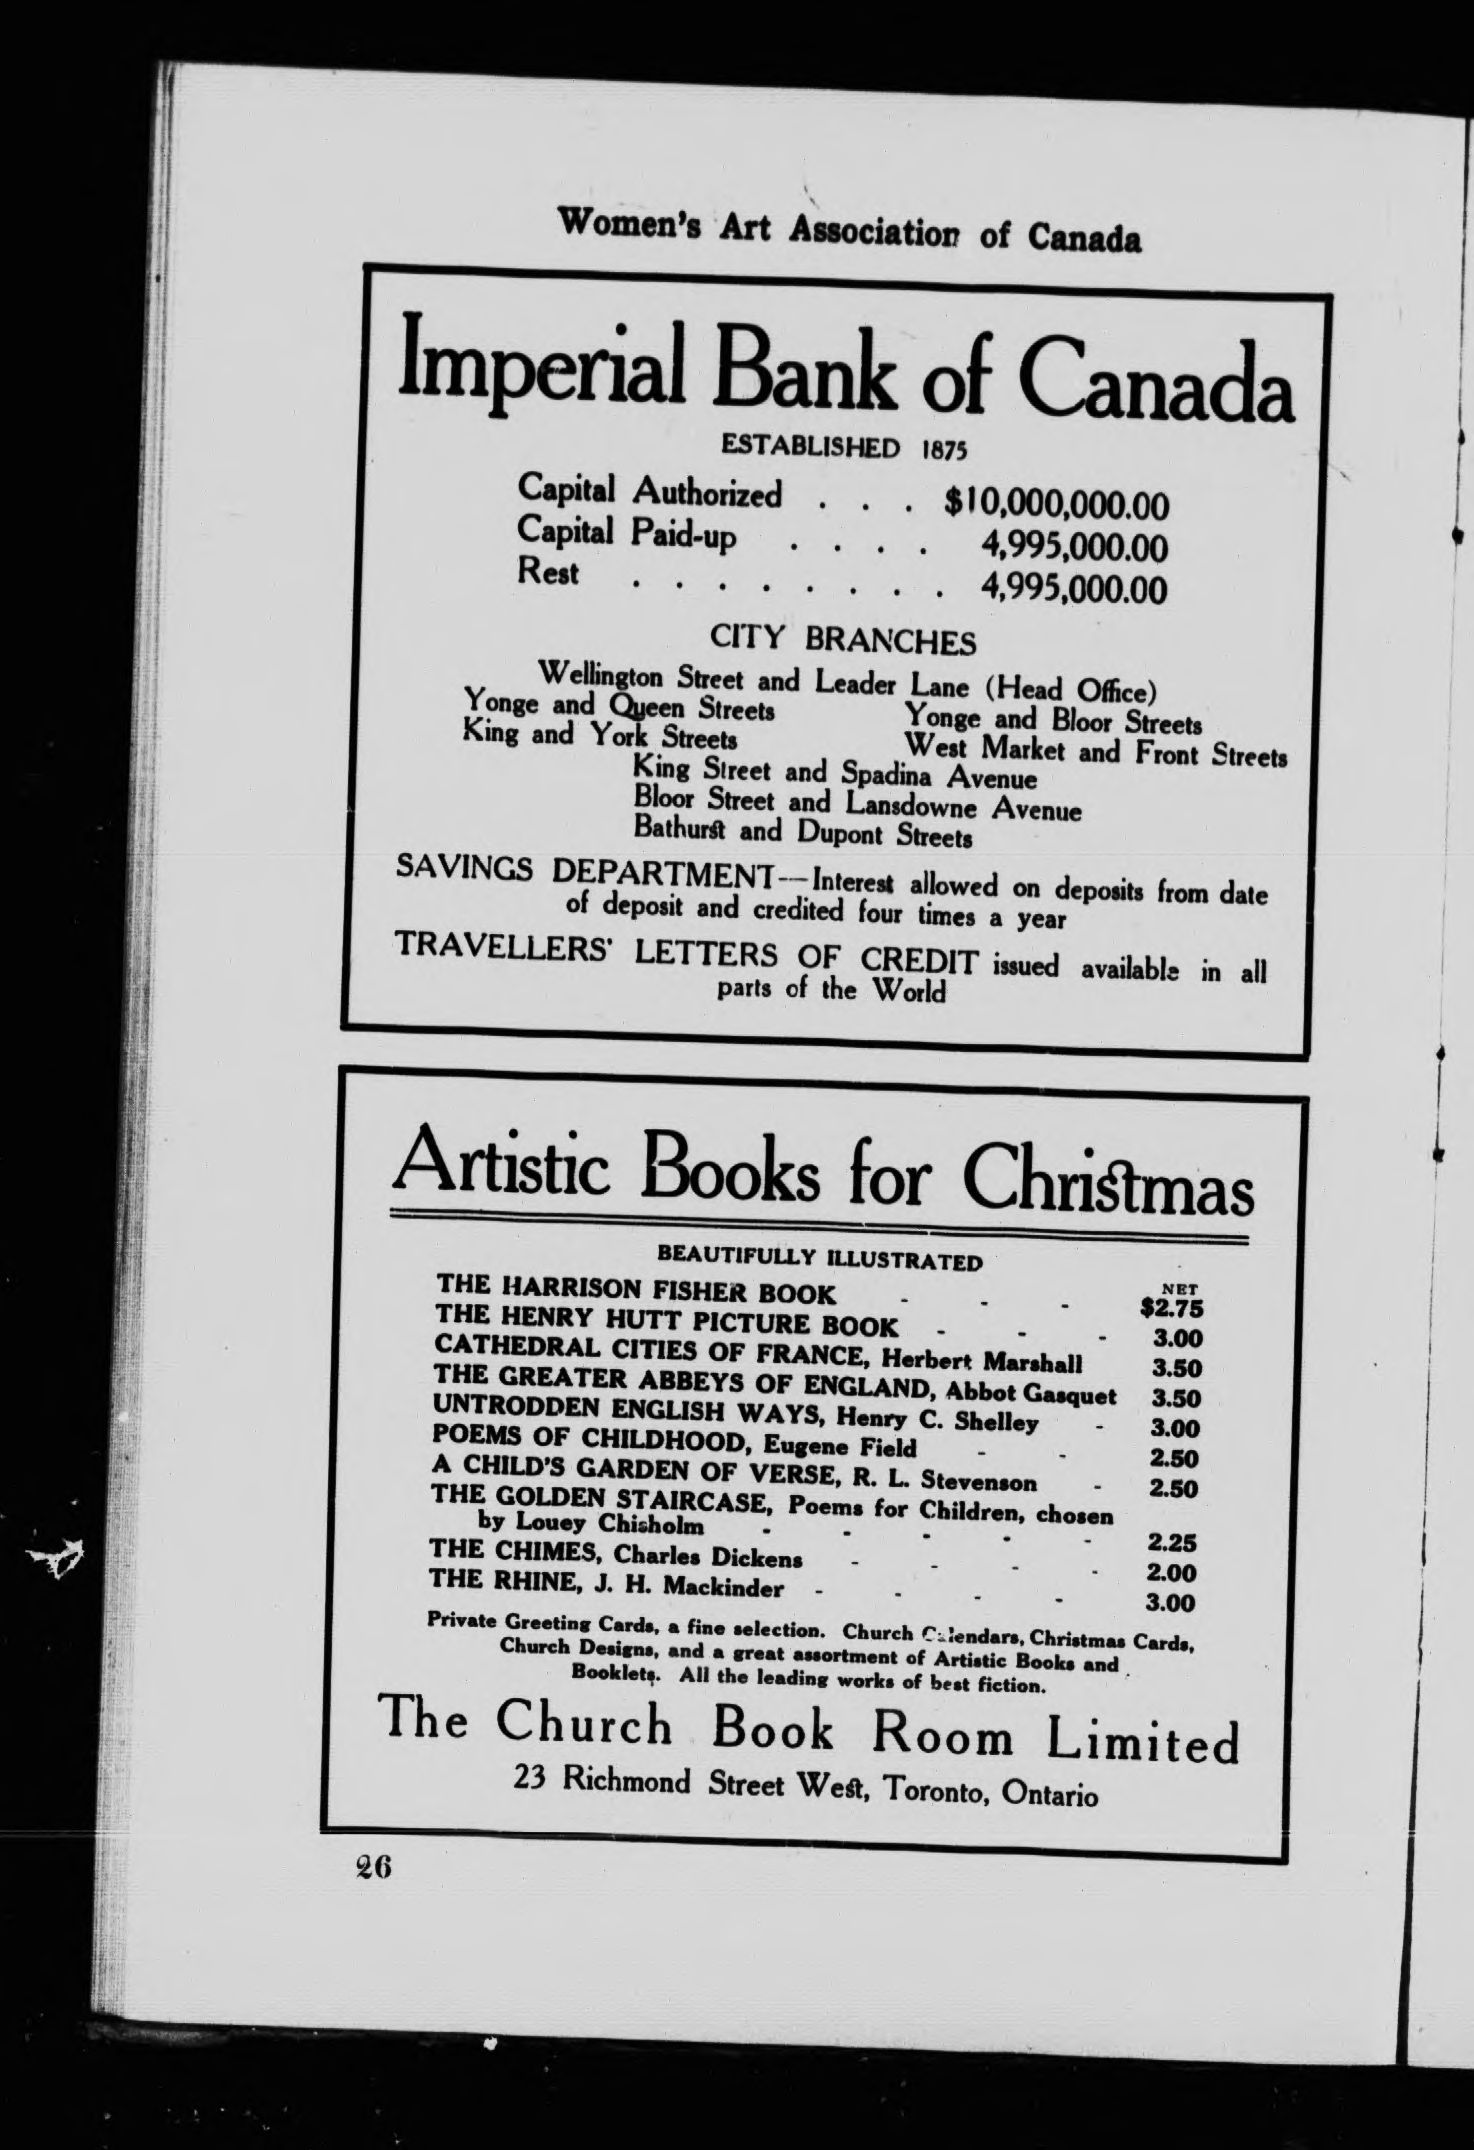 Women's Art Association of Canada
Imperial Bank of Canada
ESTABLISHED 1875
Capital Authorized . . . $10,000,000.00
Capital Paid-up . . . . 4,995,000.00
Rest . . . . . . . . 4,995,000.00
CITY BRANCHES
Wellington Street and Leader Lane (Head Office)
Yonge and Queen Streets Yonge and Bloor Streets
King and York Streets West Market and Front Streets
King Street and Spadina Avenue
Bloor Street and Lansdowne Avenue
Bathurst and Dupont Streets
SAVINGS DEPARTMENT—Interest allowed on deposits from date
of deposit and credited four times a year
TRAVELLERS' LETTERS OF CREDIT issued available in all
parts of the World
Artistic Books for Christmas
BEAUTIFULLY ILLUSTRATED
NET
THE HARRISON FISHER BOOK - - - $2.75
THE HENRY HUTT PICTURE BOOK - - - 3.00
CATHEDRAL CITIES OF FRANCE, Herbert Marshall 3.50
THE GREATER ABBEYS OF ENGLAND, Abbot Gasquet 3.50
UNTRODDEN ENGLISH WAYS, Henry C. Shelley - 3.00
POEMS OF CHILDHOOD, Eugene Field - - 2.50
A CHILD'S GARDEN OF VERSE, R. L. Stevenson - 2.50
THE GOLDEN STAIRCASE, Poems for Children, chosen
by Louey Chisholm - - - - - 2.25
THE CHIMES, Charles Dickens - - - - 2.00
THE RHINE, J. H. Mackinder - - - - 3.00
Private Greeting Cards, a fine selection. Church Calendars, Christmas Cards,
Church Designs, and a great assortment of Artistic Books and
Booklets. All the leading works of best fiction.
The Church Book Room Limited
23 Richmond Street West, Toronto, Ontario
26